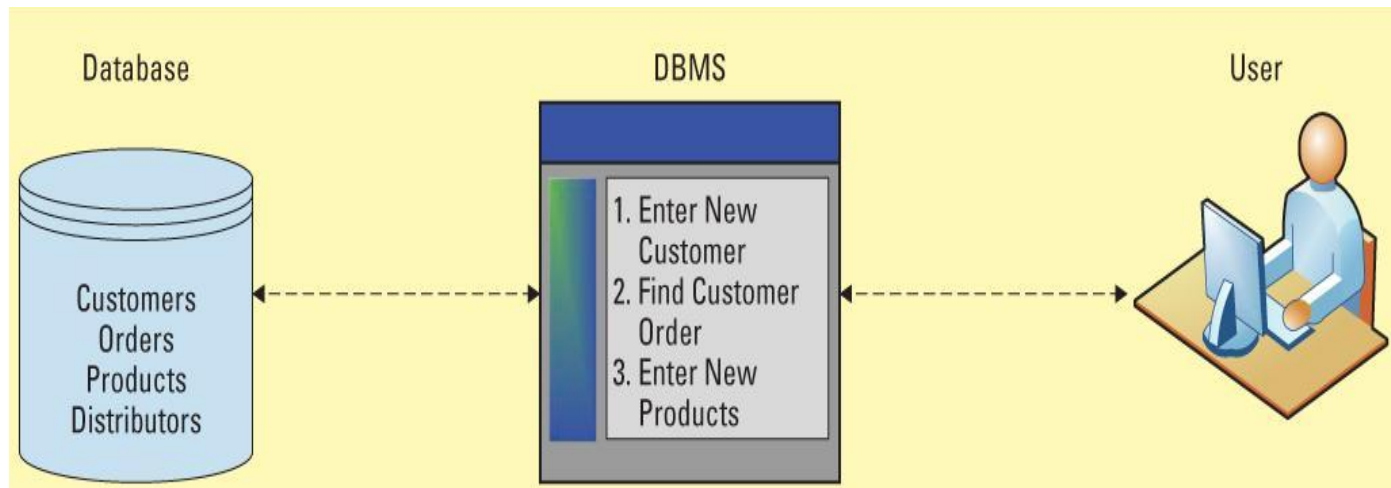 Database
DBMS
User
Customers
Orders
Products
Distributors
1. Enter New
Customer
2. Find Customer
Order
3. Enter New
Products